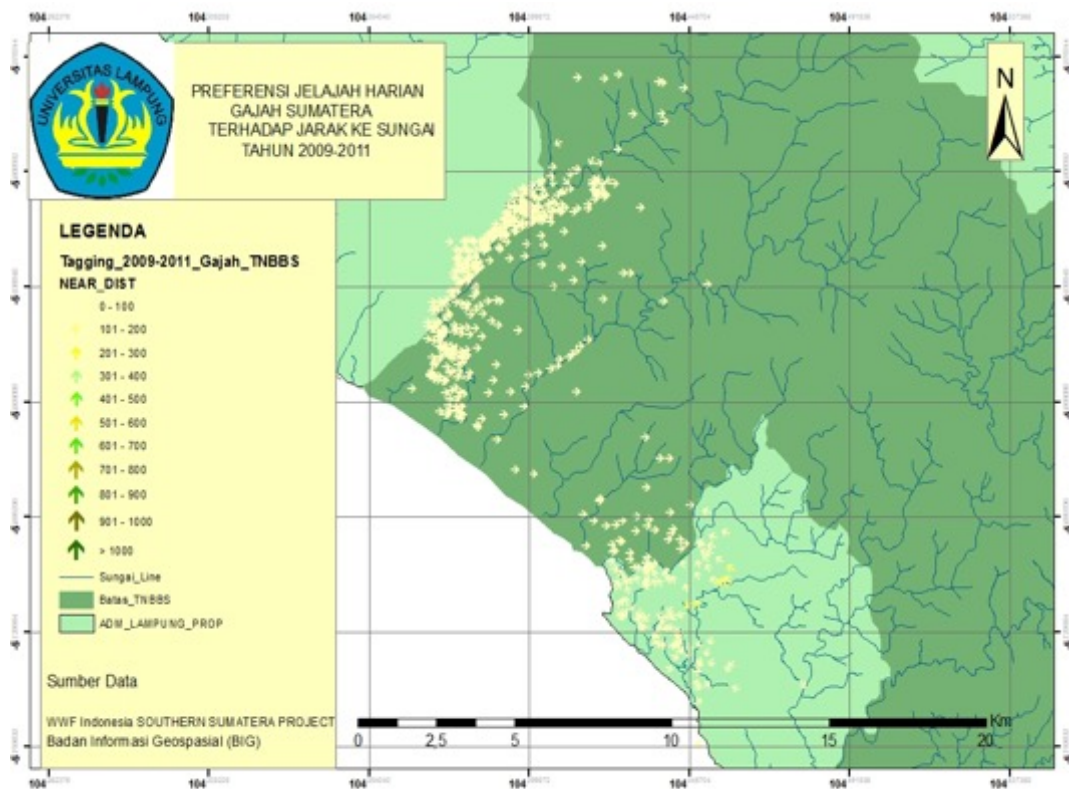 UNIVERSITAS LAMPUNG
PREFERENSI JELAJAH HARIAN
GAJAH SUMATERA
TERHADAP JARAK KE SUNGAI
TAHUN 2009-2011
N
LEGENDA
Tagging_2009-2011_Gajah_TNBBS
NEAR_DIST
0 - 100
101 - 200
201 - 300
301 - 400
401 - 500
501 - 600
601 - 700
701 - 800
801 - 900
901 - 1000
> 1000
Sungai_Line
Batas_TNBBS
ADM_LAMPUNG_PROP
Sumber Data
WWF Indonesia SOUTHERN SUMATERA PROJECT
Badan Informasi Geospasial (BIG)
Km
0 2,5 5 10 15 20